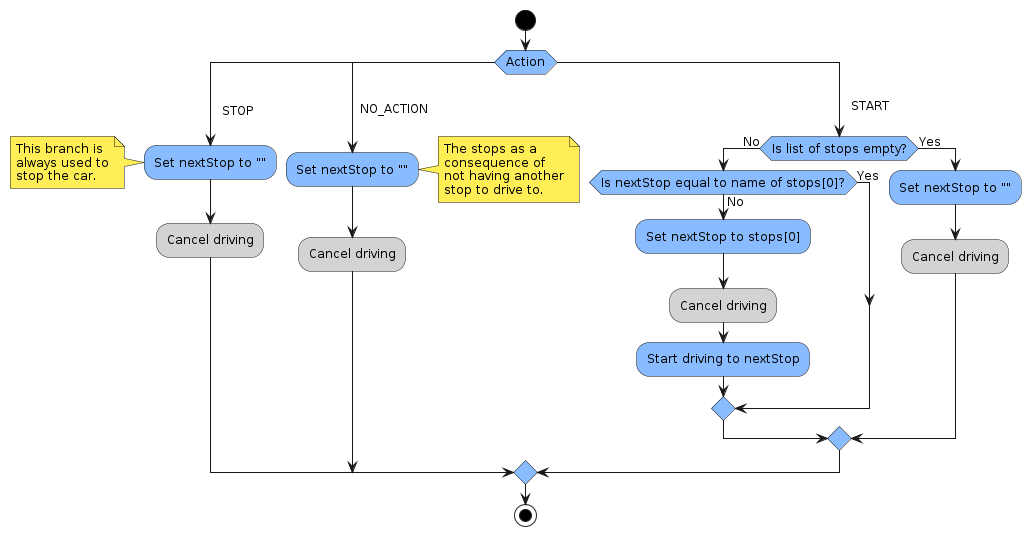 Action
STOP
NO_ACTION
START
This branch is
always used to
stop the car.
Set nextStop to ""
Cancel driving
Set nextStop to ""
The stops as a
consequence of
not having another
stop to drive to.
Cancel driving
Is list of stops empty?
No
Yes
Is nextStop equal to name of stops[0]?
Yes
No
Set nextStop to stops[0]
Cancel driving
Start driving to nextStop
Set nextStop to ""
Cancel driving